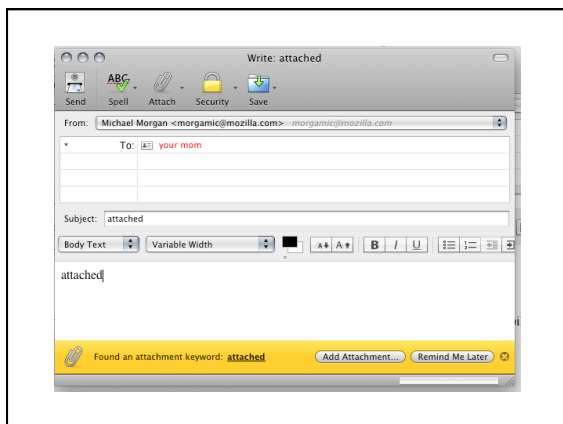 Write: attached
ABC
Send Spell Attach Security Save
From: Michael Morgan <morgamic@mozilla.com> morgamic@mozilla.com
To: your mom
Subject: attached
Body Text Variable Width A A B I U
attached
Found an attachment keyword: attached Add Attachment... Remind Me Later